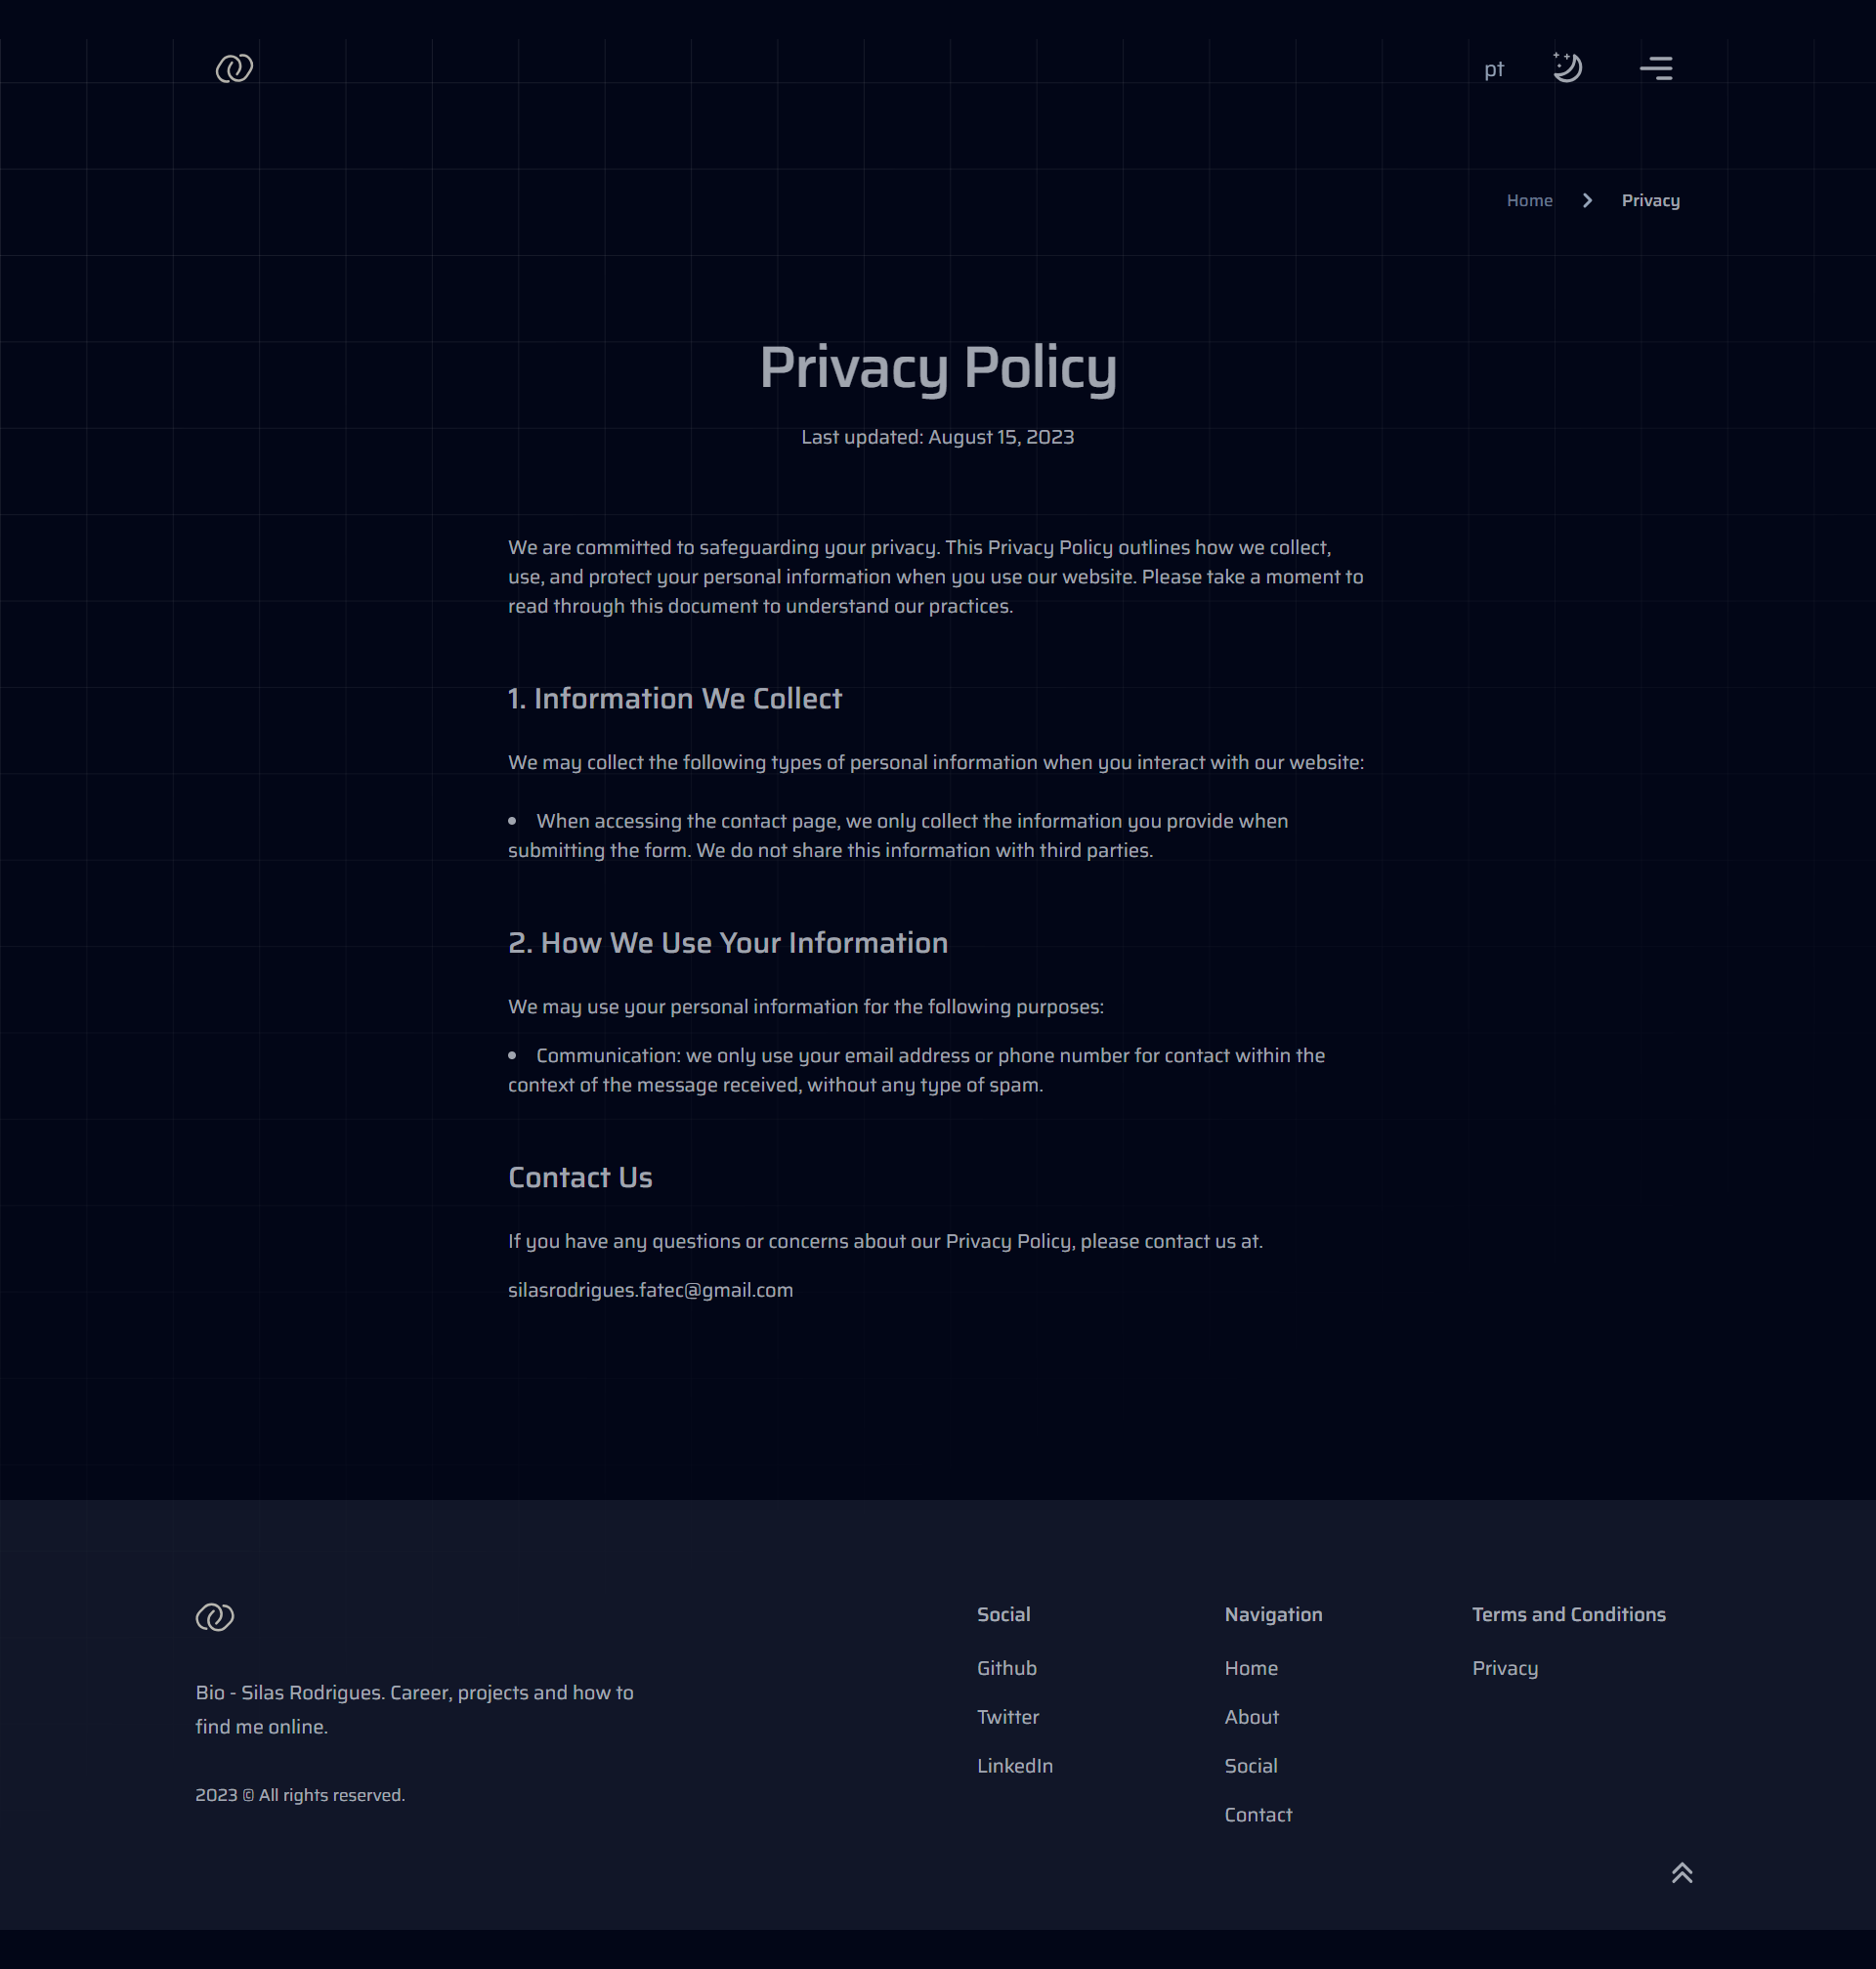 pt
Home
Privacy
Privacy Policy
Last updated: August 15, 2023
We are committed to safeguarding your privacy. This Privacy Policy outlines how we collect,
use, and protect your personal information when you use our website. Please take a moment to
read through this document to understand our practices.
1. Information We Collect
We may collect the following types of personal information when you interact with our website:
• When accessing the contact page, we only collect the information you provide when
submitting the form. We do not share this information with third parties.
2. How We Use Your Information
We may use your personal information for the following purposes:
• Communication: we only use your email address or phone number for contact within the
context of the message received, without any type of spam.
Contact Us
If you have any questions or concerns about our Privacy Policy, please contact us at.
silasrodrigues.fatec@gmail.com
Bio - Silas Rodrigues. Career, projects and how to
find me online.
2023 © All rights reserved.
Social
Github
Twitter
LinkedIn
Navigation
Home
About
Social
Contact
Terms and Conditions
Privacy